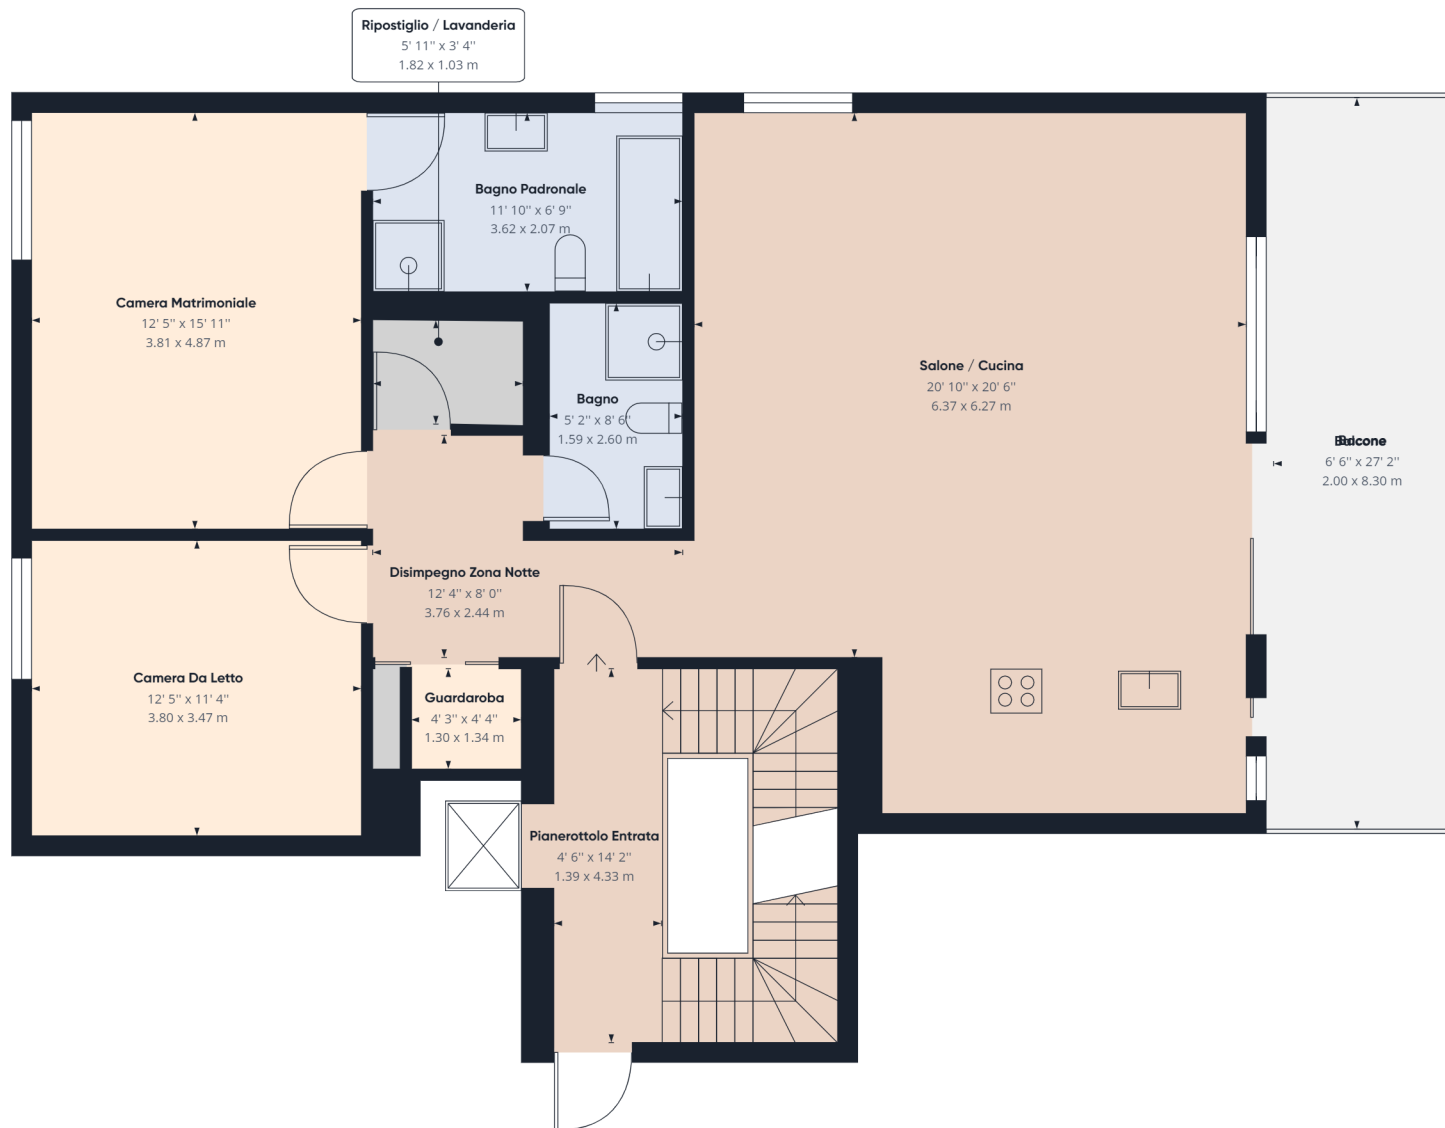 Ripostiglio / Lavanderia
5' 11" x 3' 4"
1.82 x 1.03 m
Bagno Padronale
11' 10" x 6' 9"
3.62 x 2.07 m
Camera Matrimoniale
12' 5" x 15' 11"
3.81 x 4.87 m
Salone / Cucina
20' 10" x 20' 6"
6.37 x 6.27 m
Bagno
5' 2" x 8' 6"
1.59 x 2.60 m
Balcone
6' 6" x 27' 2"
2.00 x 8.30 m
Disimpegno Zona Notte
12' 4" x 8' 0"
3.76 x 2.44 m
Camera Da Letto
12' 5" x 11' 4"
3.80 x 3.47 m
Guardaroba
4' 3" x 4' 4"
1.30 x 1.34 m
Pianerottolo Entrata
4' 6" x 14' 2"
1.39 x 4.33 m